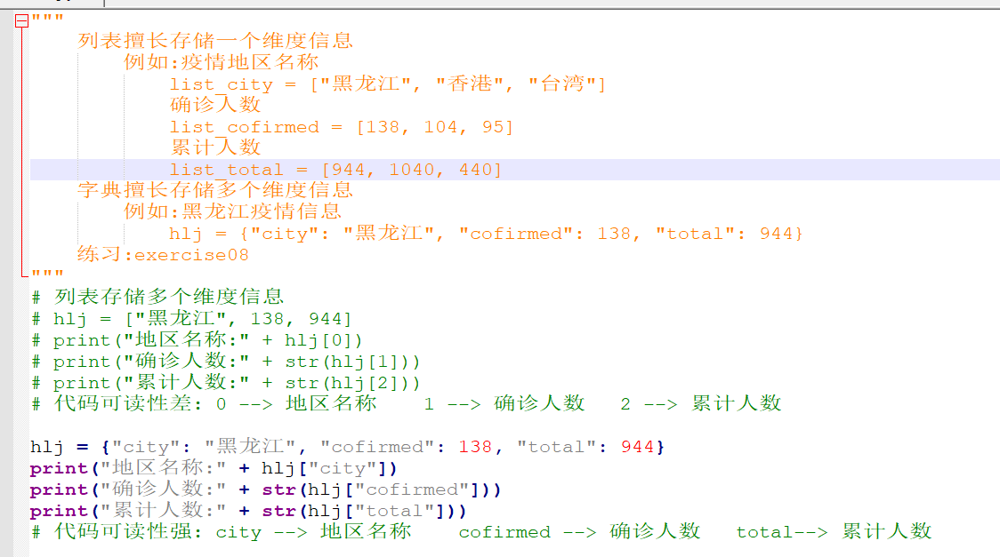 """
    列表擅长存储一个维度信息
        例如:疫情地区名称
            list_city = ["黑龙江", "香港", "台湾"]
            确诊人数
            list_cofirmed = [138, 104, 95]
            累计人数
            list_total = [944, 1040, 440]
    字典擅长存储多个维度信息
        例如:黑龙江疫情信息
            hlj = {"city": "黑龙江", "cofirmed": 138, "total": 944}
    练习:exercise08
"""
# 列表存储多个维度信息
# hlj = ["黑龙江", 138, 944]
# print("地区名称:" + hlj[0])
# print("确诊人数:" + str(hlj[1]))
# print("累计人数:" + str(hlj[2]))
# 代码可读性差: 0 --> 地区名称    1 --> 确诊人数   2 --> 累计人数

hlj = {"city": "黑龙江", "cofirmed": 138, "total": 944}
print("地区名称:" + hlj["city"])
print("确诊人数:" + str(hlj["cofirmed"]))
print("累计人数:" + str(hlj["total"]))
# 代码可读性强: city --> 地区名称    cofirmed --> 确诊人数   total--> 累计人数